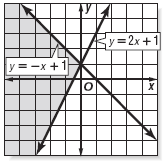 y
y = 2x + 1
y = −x + 1
O
x